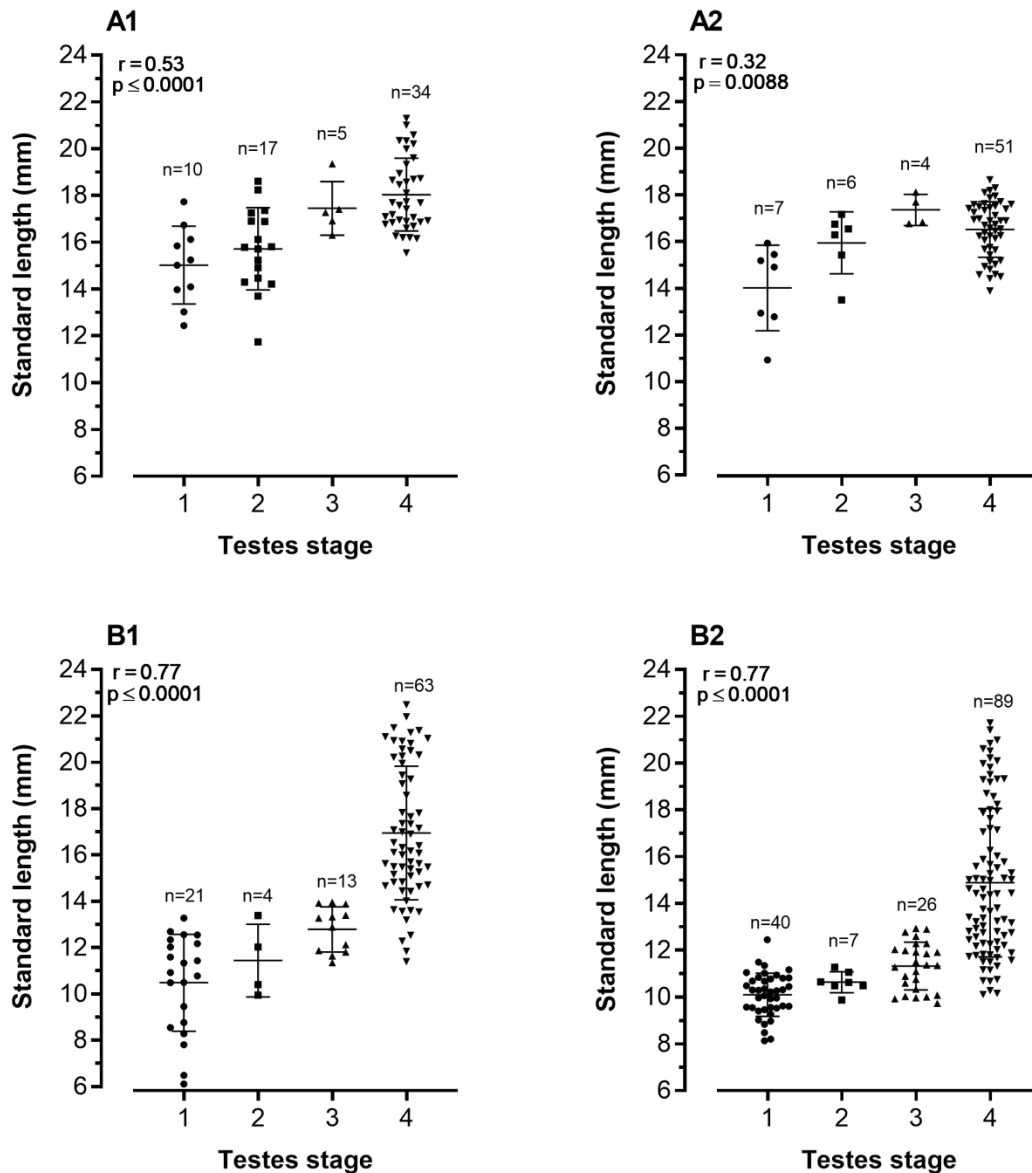 A1
r = 0.53
p ≤ 0.0001
n=10
n=17
n=5
n=34
24
22
20
18
16
14
12
10
8
6
Standard length (mm)
1 2 3 4
Testes stage
A2
r = 0.32
p = 0.0088
n=7
n=6
n=4
n=51
24
22
20
18
16
14
12
10
8
6
Standard length (mm)
1 2 3 4
Testes stage
B1
r = 0.77
p ≤ 0.0001
n=21
n=4
n=13
n=63
24
22
20
18
16
14
12
10
8
6
Standard length (mm)
1 2 3 4
Testes stage
B2
r = 0.77
p ≤ 0.0001
n=40
n=7
n=26
n=89
24
22
20
18
16
14
12
10
8
6
Standard length (mm)
1 2 3 4
Testes stage